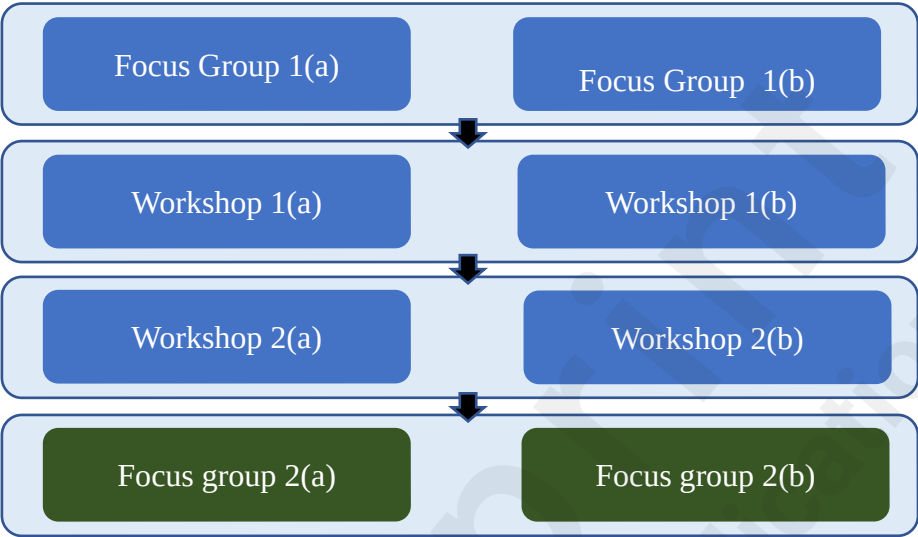 Focus Group 1(a)
Focus Group  1(b)
Workshop 1(a)
Workshop 1(b)
Workshop 2(a)
Workshop 2(b)
Focus group 2(a)
Focus group 2(b)